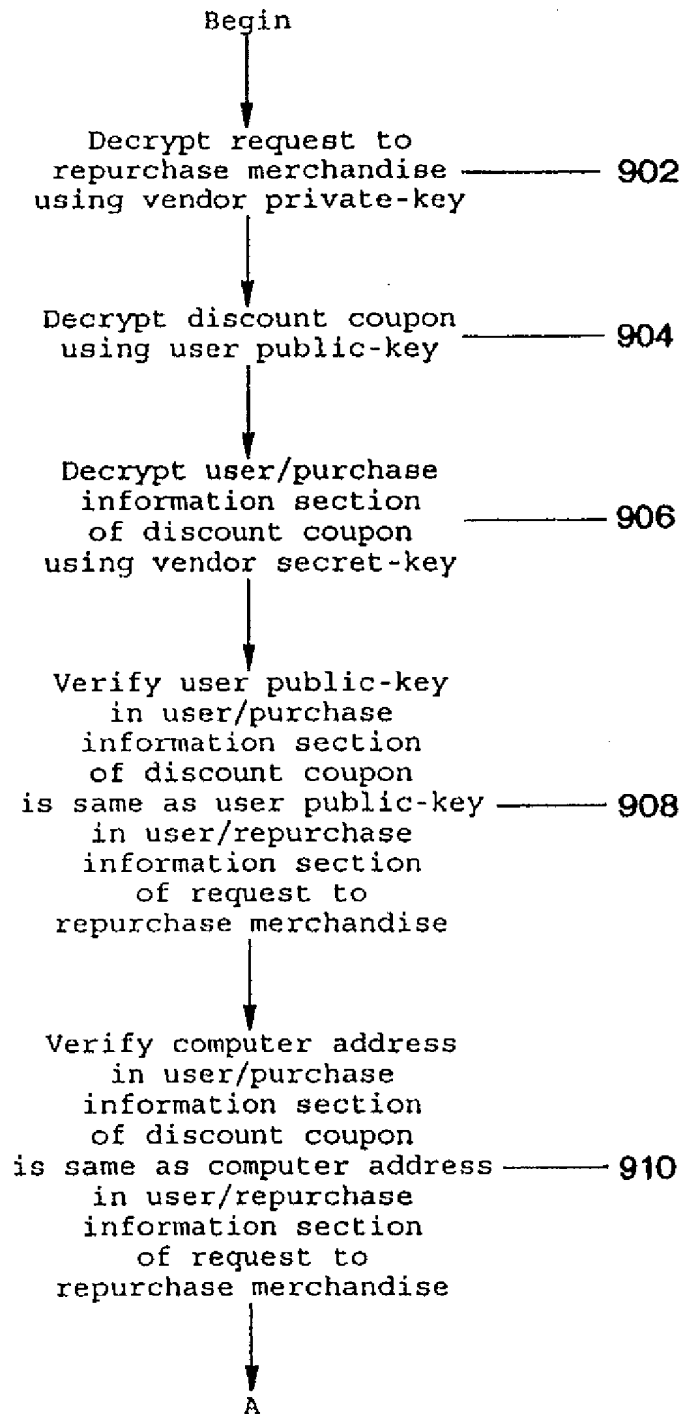 Begin
Decrypt request to
repurchase merchandise 902
using vendor private-key
Decrypt discount coupon
using user public-key 904
Decrypt user/purchase
information section
of discount coupon 906
using vendor secret-key
Verify user public-key
in user/purchase
information section
of discount coupon
is same as user public-key 908
in user/repurchase
information section
of request to
repurchase merchandise
Verify computer address
in user/purchase
information section
of discount coupon
is same as computer address 910
in user/repurchase
information section
of request to
repurchase merchandise
A